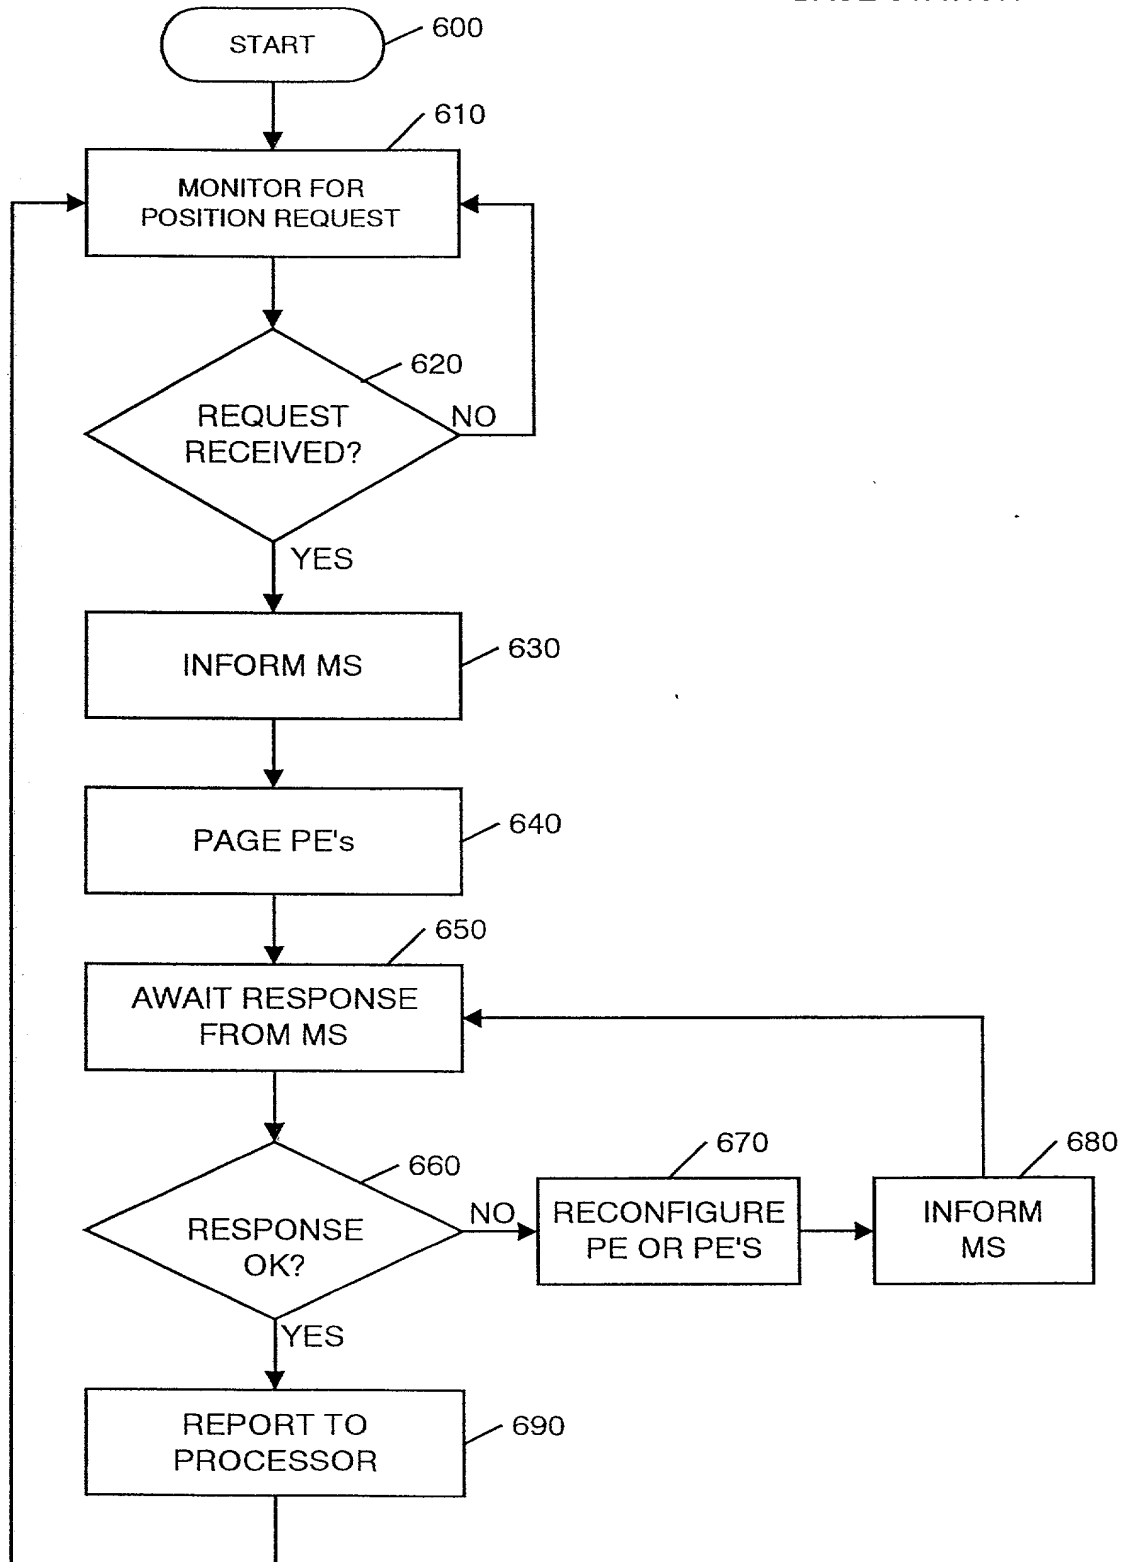 START
600
610
MONITOR FOR
POSITION REQUEST
620
REQUEST
RECEIVED?
NO
YES
INFORM MS
630
PAGE PE's
640
650
AWAIT RESPONSE
FROM MS
660
RESPONSE
OK?
NO
670
RECONFIGURE
PE OR PE'S
680
INFORM
MS
YES
REPORT TO
PROCESSOR
690